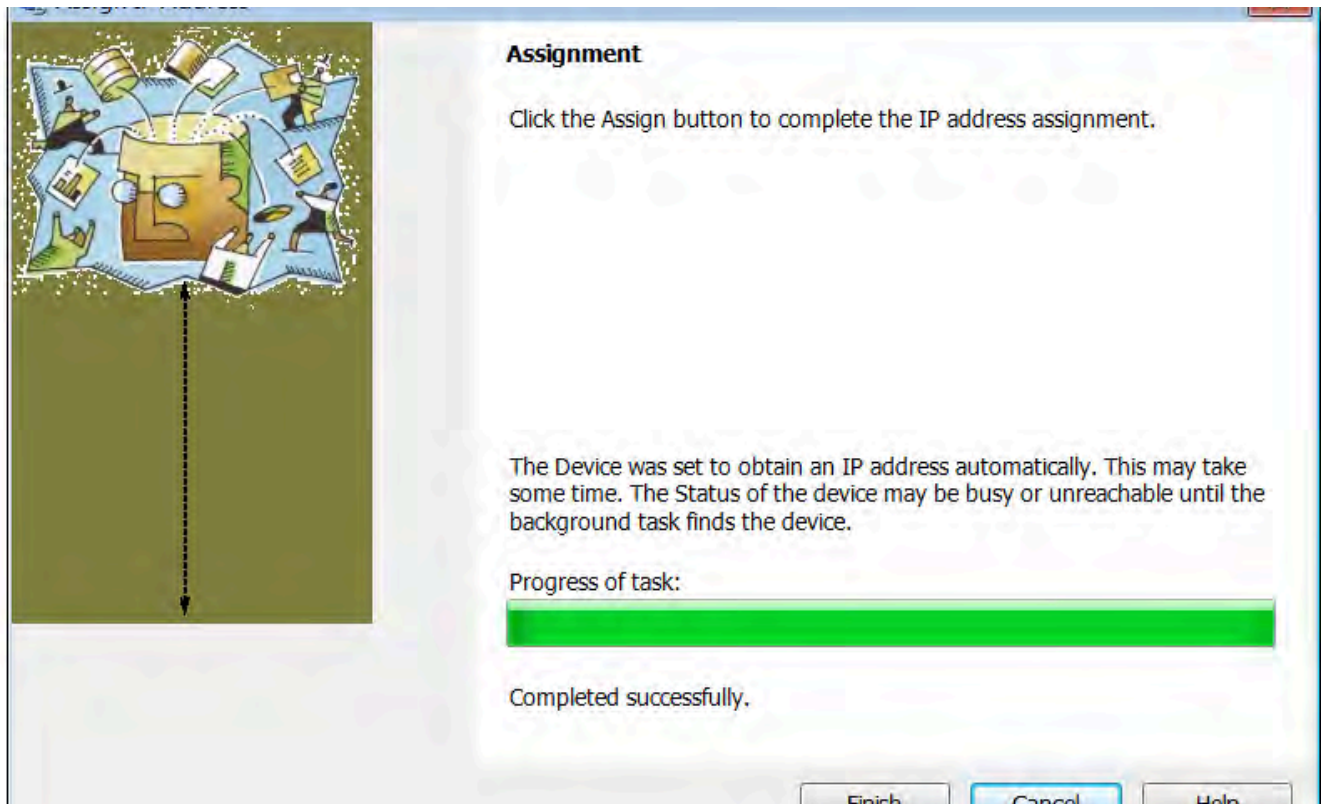 Assignment
Click the Assign button to complete the IP address assignment.
The Device was set to obtain an IP address automatically. This may take
some time. The Status of the device may be busy or unreachable until the
background task finds the device.
Progress of task:
Completed successfully.
Finish Cancel Help